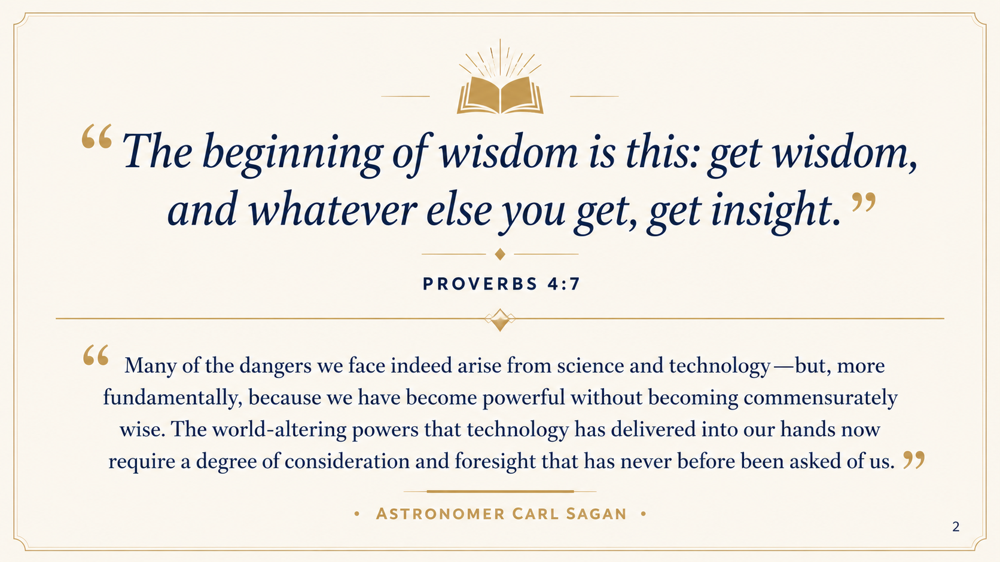 “The beginning of wisdom is this: get wisdom,
and whatever else you get, get insight.”
PROVERBS 4:7
“Many of the dangers we face indeed arise from science and technology—but, more
fundamentally, because we have become powerful without becoming commensurately
wise. The world-altering powers that technology has delivered into our hands now
require a degree of consideration and foresight that has never before been asked of us.”
• ASTRONOMER CARL SAGAN •
2